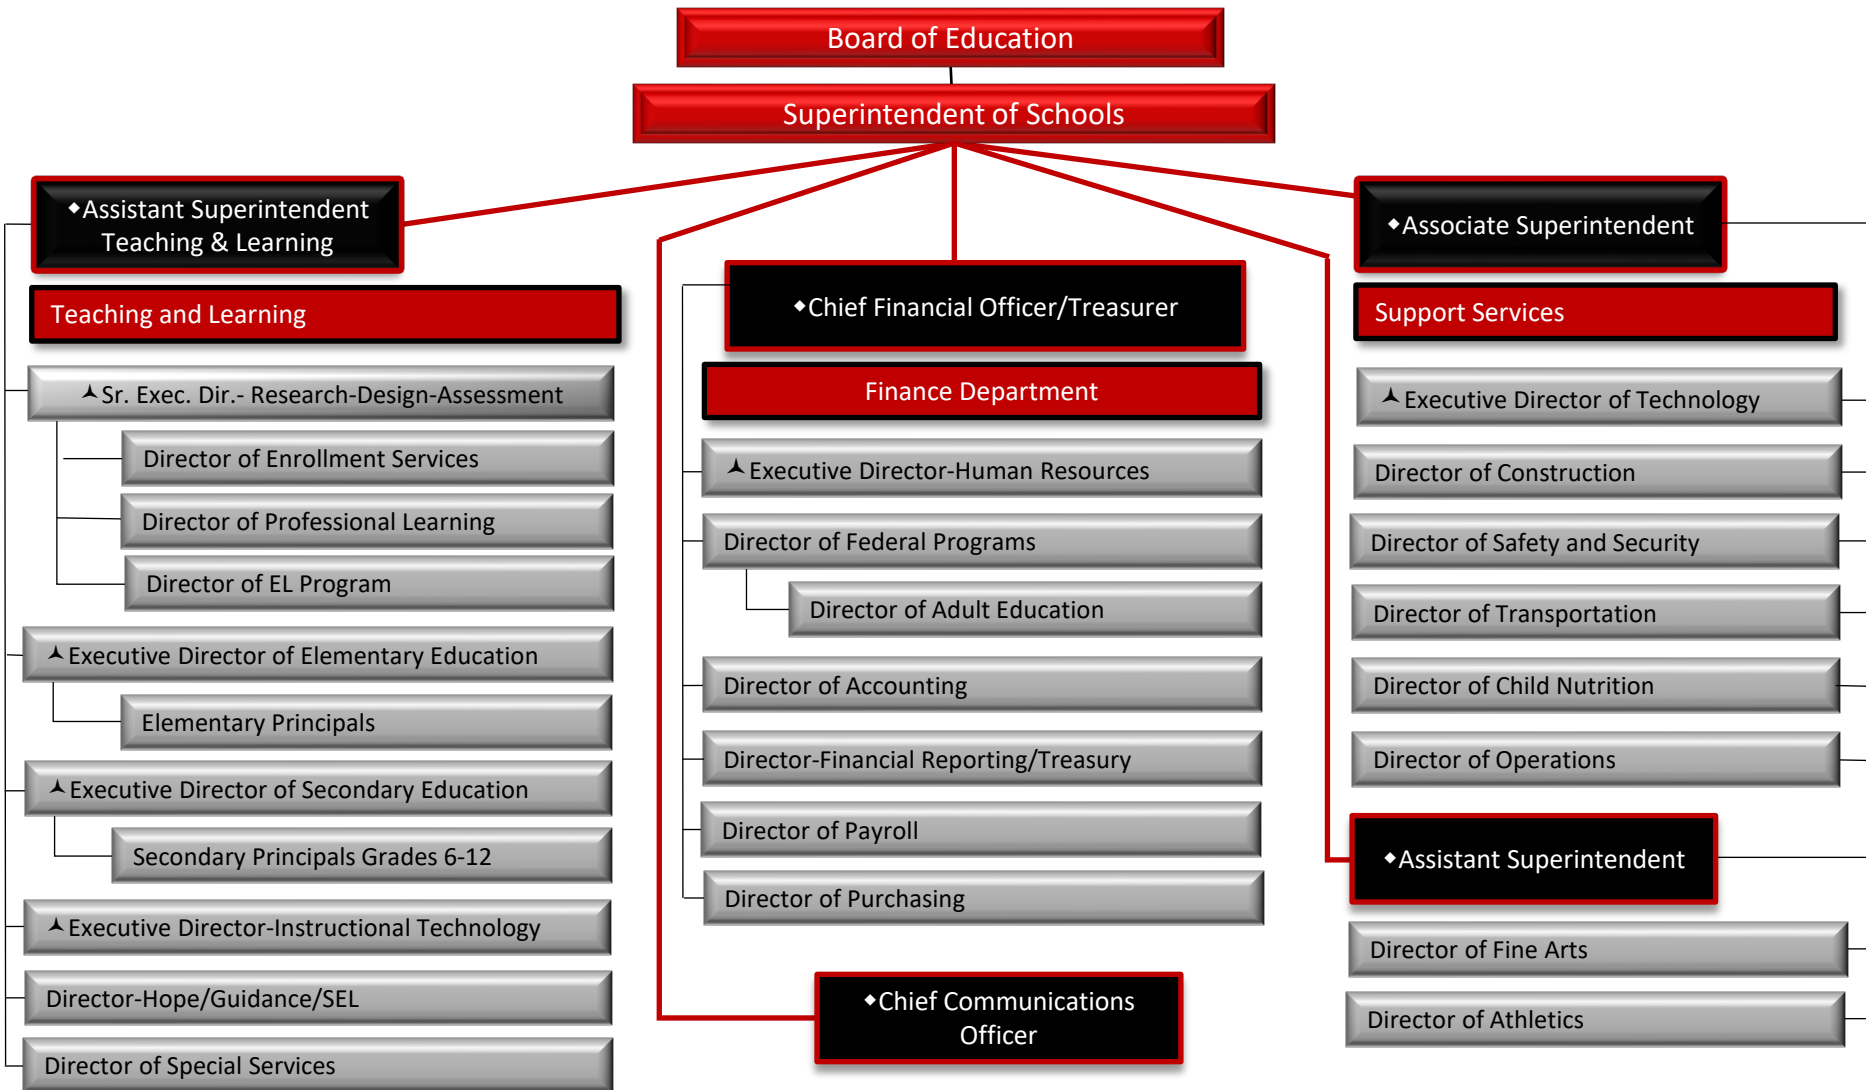 Board of Education
Superintendent of Schools
◆Assistant Superintendent
Teaching & Learning
Teaching and Learning
Sr. Exec. Dir.- Research-Design-Assessment
Director of Enrollment Services
Director of Professional Learning
Director of EL Program
Executive Director of Elementary Education
Elementary Principals
Executive Director of Secondary Education
Secondary Principals Grades 6-12
Executive Director-Instructional Technology
Director-Hope/Guidance/SEL
Director of Special Services
◆Chief Financial Officer/Treasurer
Finance Department
Executive Director-Human Resources
Director of Federal Programs
Director of Adult Education
Director of Accounting
Director-Financial Reporting/Treasury
Director of Payroll
Director of Purchasing
◆Chief Communications
Officer
◆Associate Superintendent
Support Services
Executive Director of Technology
Director of Construction
Director of Safety and Security
Director of Transportation
Director of Child Nutrition
Director of Operations
◆Assistant Superintendent
Director of Fine Arts
Director of Athletics